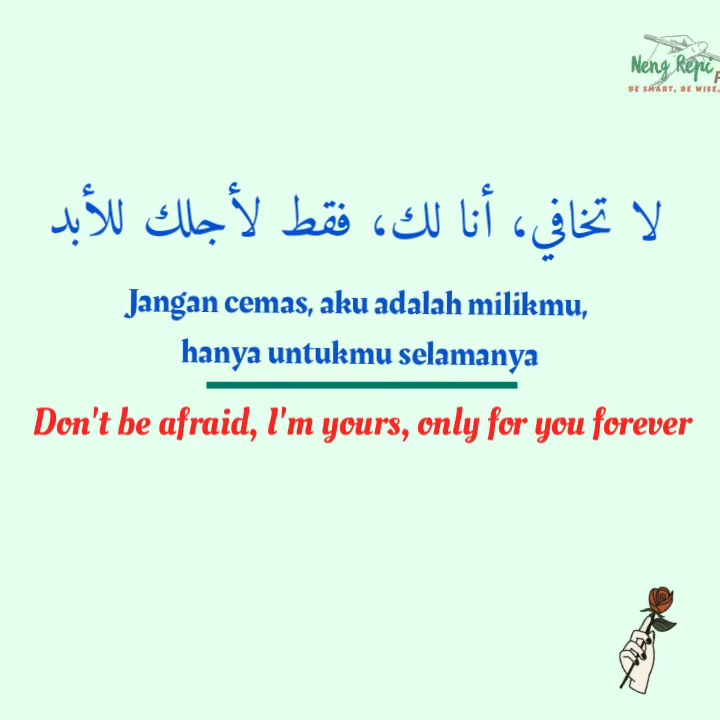 Neng Repi
BE SMART, BE WISE,
لا تخافي، أنا لك، فقط لأجلك للأبد
Jangan cemas, aku adalah milikmu,
hanya untukmu selamanya
Don't be afraid, I'm yours, only for you forever